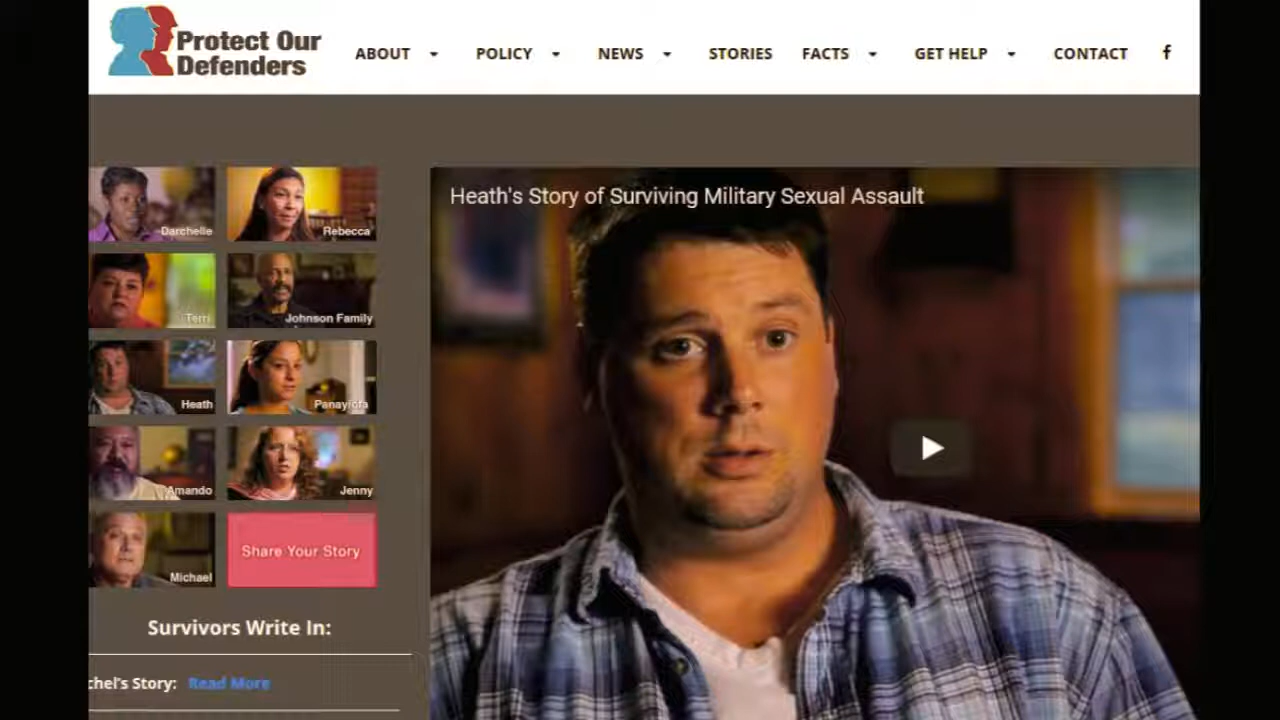 Protect Our
Defenders
ABOUT
POLICY
NEWS
STORIES
FACTS
GET HELP
CONTACT
f
Darchelle
Rebecca
Terri
Johnson Family
Heath
Panayiota
Amando
Jenny
Michael
Share Your Story
Heath's Story of Surviving Military Sexual Assault
Survivors Write In:
chel's Story: Read More